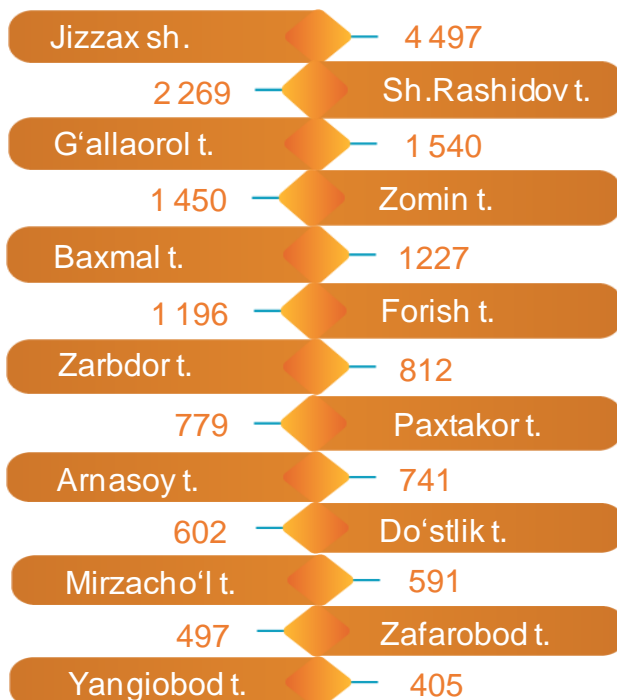 Jizzax sh. 4 497
2 269 Sh.Rashidov t.
G‘allaorol t. 1 540
1 450 Zomin t.
Baxmal t. 1227
1 196 Forish t.
Zarbdor t. 812
779 Paxtakor t.
Arnasoy t. 741
602 Do‘stlik t.
Mirzacho‘l t. 591
497 Zafarobod t.
Yangiobod t. 405